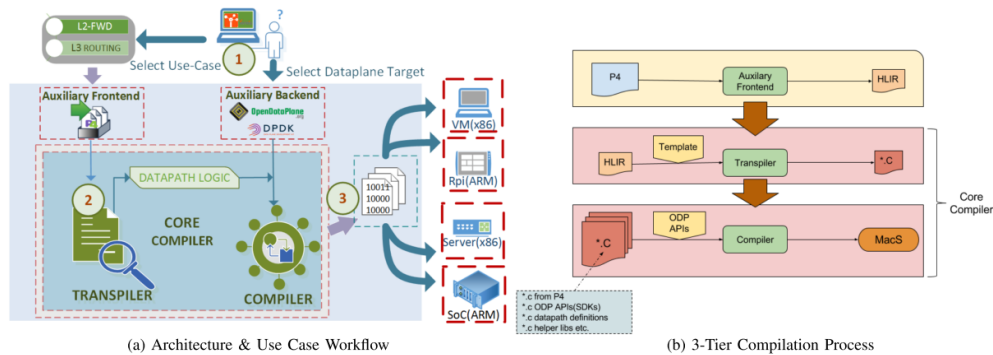 L2-FWD
L3 ROUTING
?
1
Select Use-Case
Select Dataplane Target
Auxiliary Frontend
Auxiliary Backend
OpenDataPlane
DPDK
2
DATAPATH LOGIC
CORE
COMPILER
TRANSPILER
COMPILER
3
10011
10000
10000
VM(x86)
Rpi(ARM)
Server(x86)
SoC(ARM)
(a) Architecture & Use Case Workflow
P4
Auxilary
Frontend
HLIR
HLIR
Template
Transpiler
*.C
Core
Compiler
*.C
ODP
APIs
Compiler
MacS
*.c from P4
*.c ODP APIs(SDKs)
*.c datapath definitions
*.c helper libs etc.
(b) 3-Tier Compilation Process